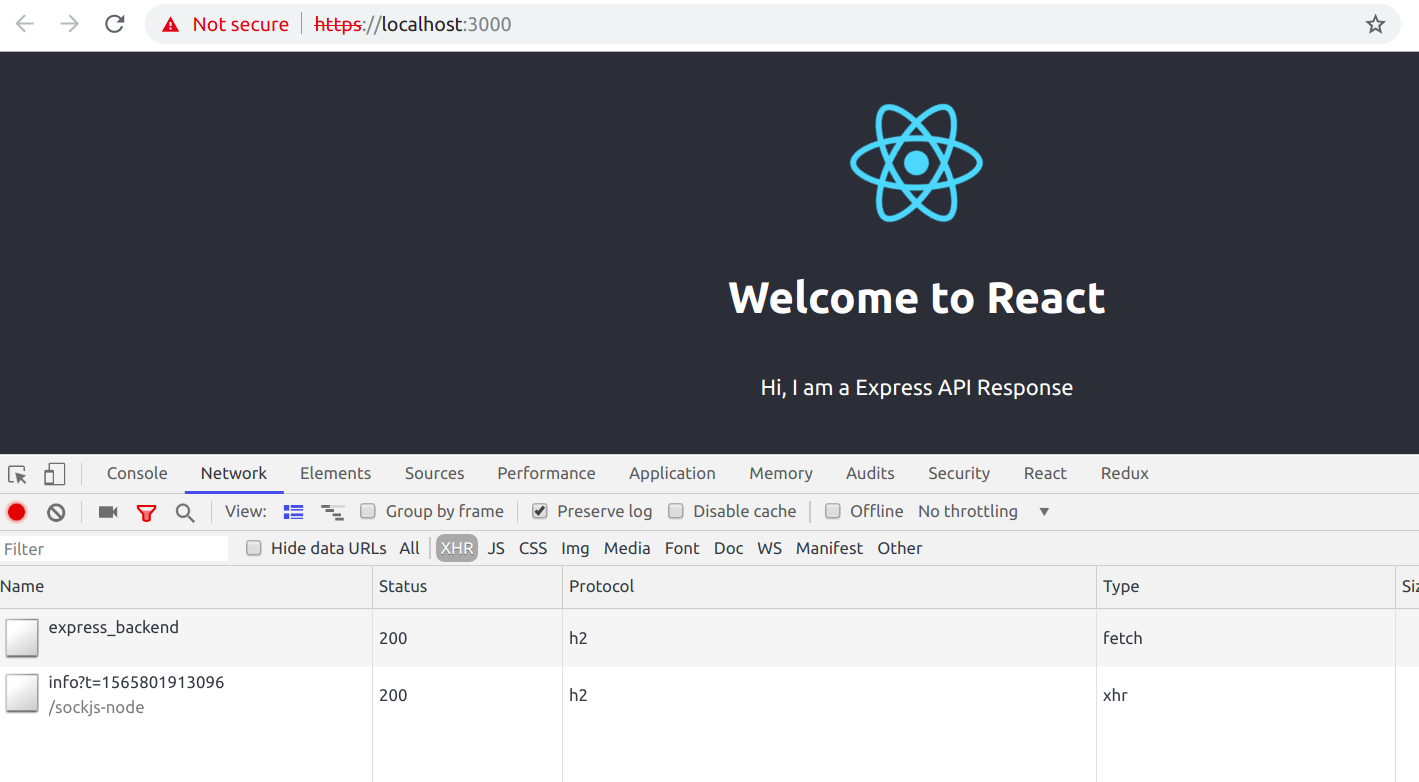 Not secure https://localhost:3000
Welcome to React
Hi, I am a Express API Response
Console Network Elements Sources Performance Application Memory Audits Security React Redux
View: Group by frame Preserve log Disable cache Offline No throttling
Filter Hide data URLs All XHR JS CSS Img Media Font Doc WS Manifest Other
Name Status Protocol Type Siz
express_backend 200 h2 fetch
info?t=1565801913096 200 h2 xhr
/sockjs-node